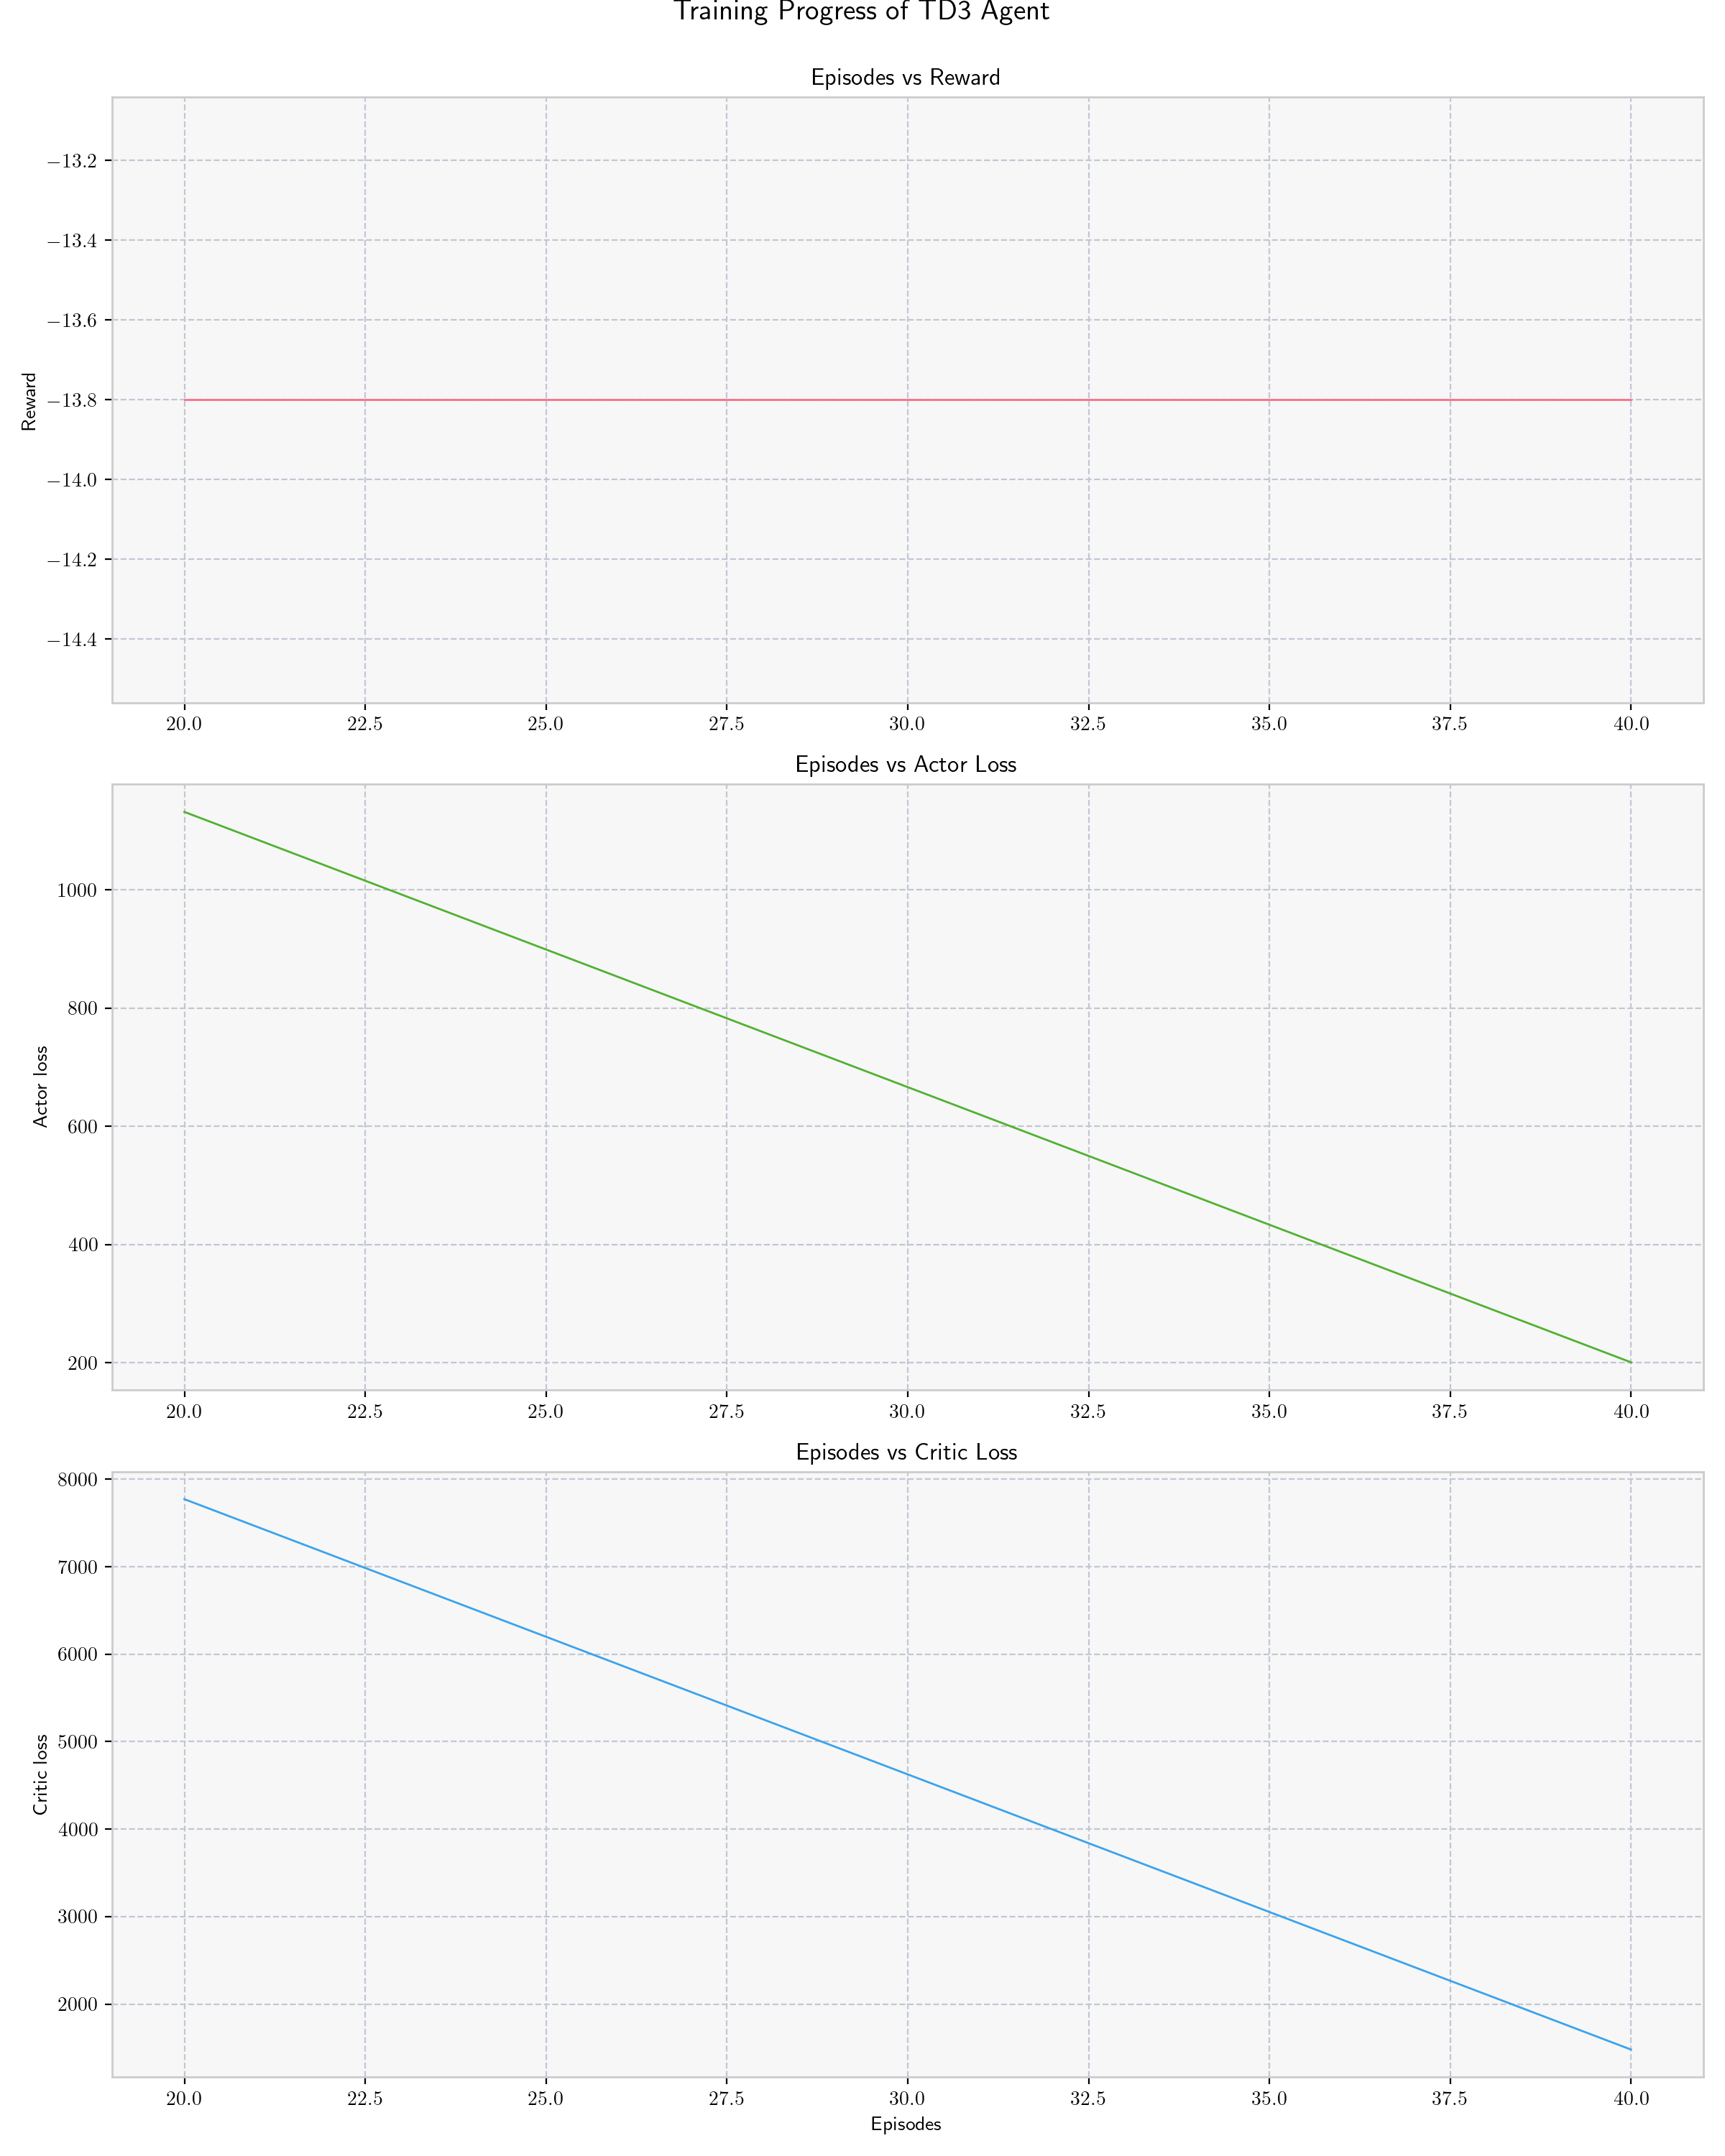 Training Progress of TD3 Agent
Episodes vs Reward
Reward
−13.2
−13.4
−13.6
−13.8
−14.0
−14.2
−14.4
20.0 22.5 25.0 27.5 30.0 32.5 35.0 37.5 40.0
Episodes vs Actor Loss
Actor loss
1000
800
600
400
200
20.0 22.5 25.0 27.5 30.0 32.5 35.0 37.5 40.0
Episodes vs Critic Loss
Critic loss
8000
7000
6000
5000
4000
3000
2000
20.0 22.5 25.0 27.5 30.0 32.5 35.0 37.5 40.0
Episodes